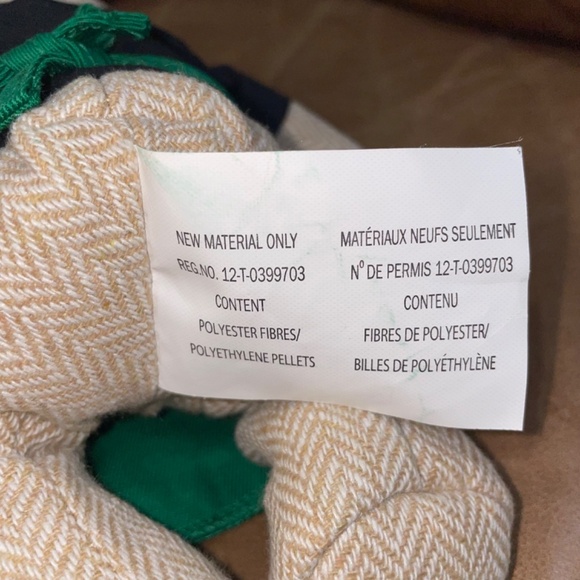 NEW MATERIAL ONLY
REG.NO. 12-T-0399703
CONTENT
POLYESTER FIBRES/
POLYETHYLENE PELLETS
MATÉRIAUX NEUFS SEULEMENT
Nº DE PERMIS 12-T-0399703
CONTENU
FIBRES DE POLYESTER/
BILLES DE POLYÉTHYLÈNE